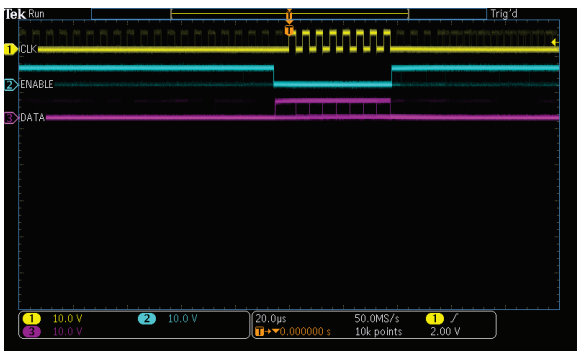 Tek Run Trig'd
T
T
1 CLK
2 ENABLE
3 DATA
1 10.0 V 2 10.0 V 20.0µs 50.0MS/s 1
3 10.0 V T→▼0.000000 s 10k points 2.00 V